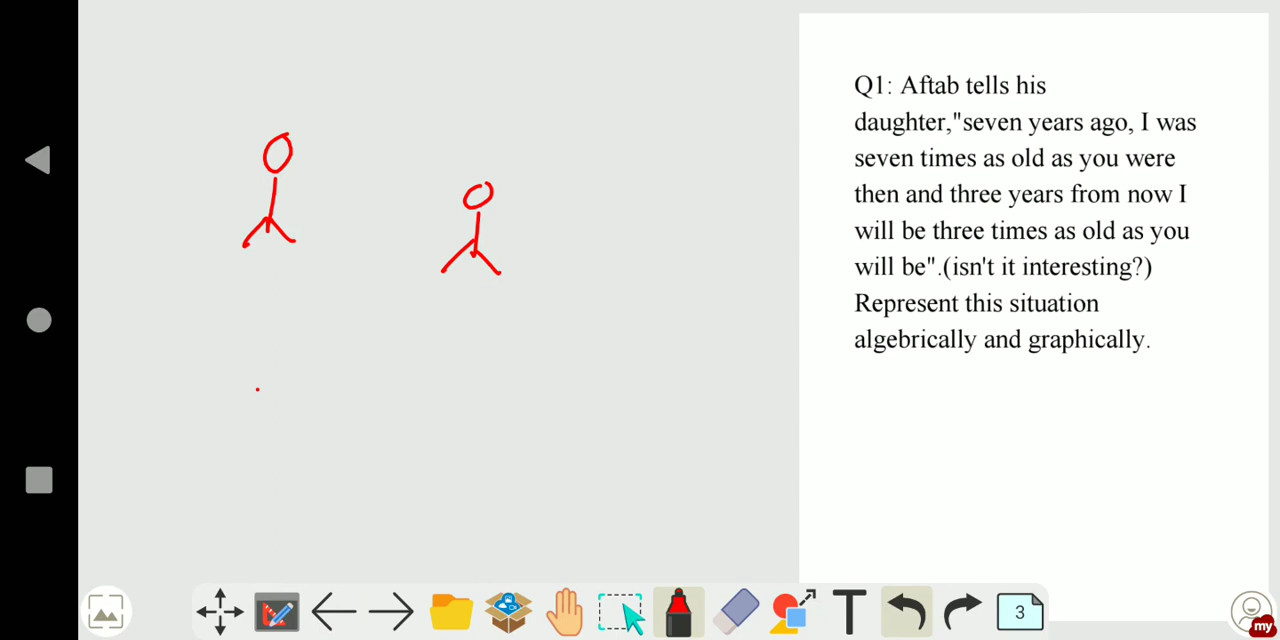 Q1: Aftab tells his
daughter,"seven years ago, I was
seven times as old as you were
then and three years from now I
will be three times as old as you
will be".(isn't it interesting?)
Represent this situation
algebrically and graphically.
T
3
my